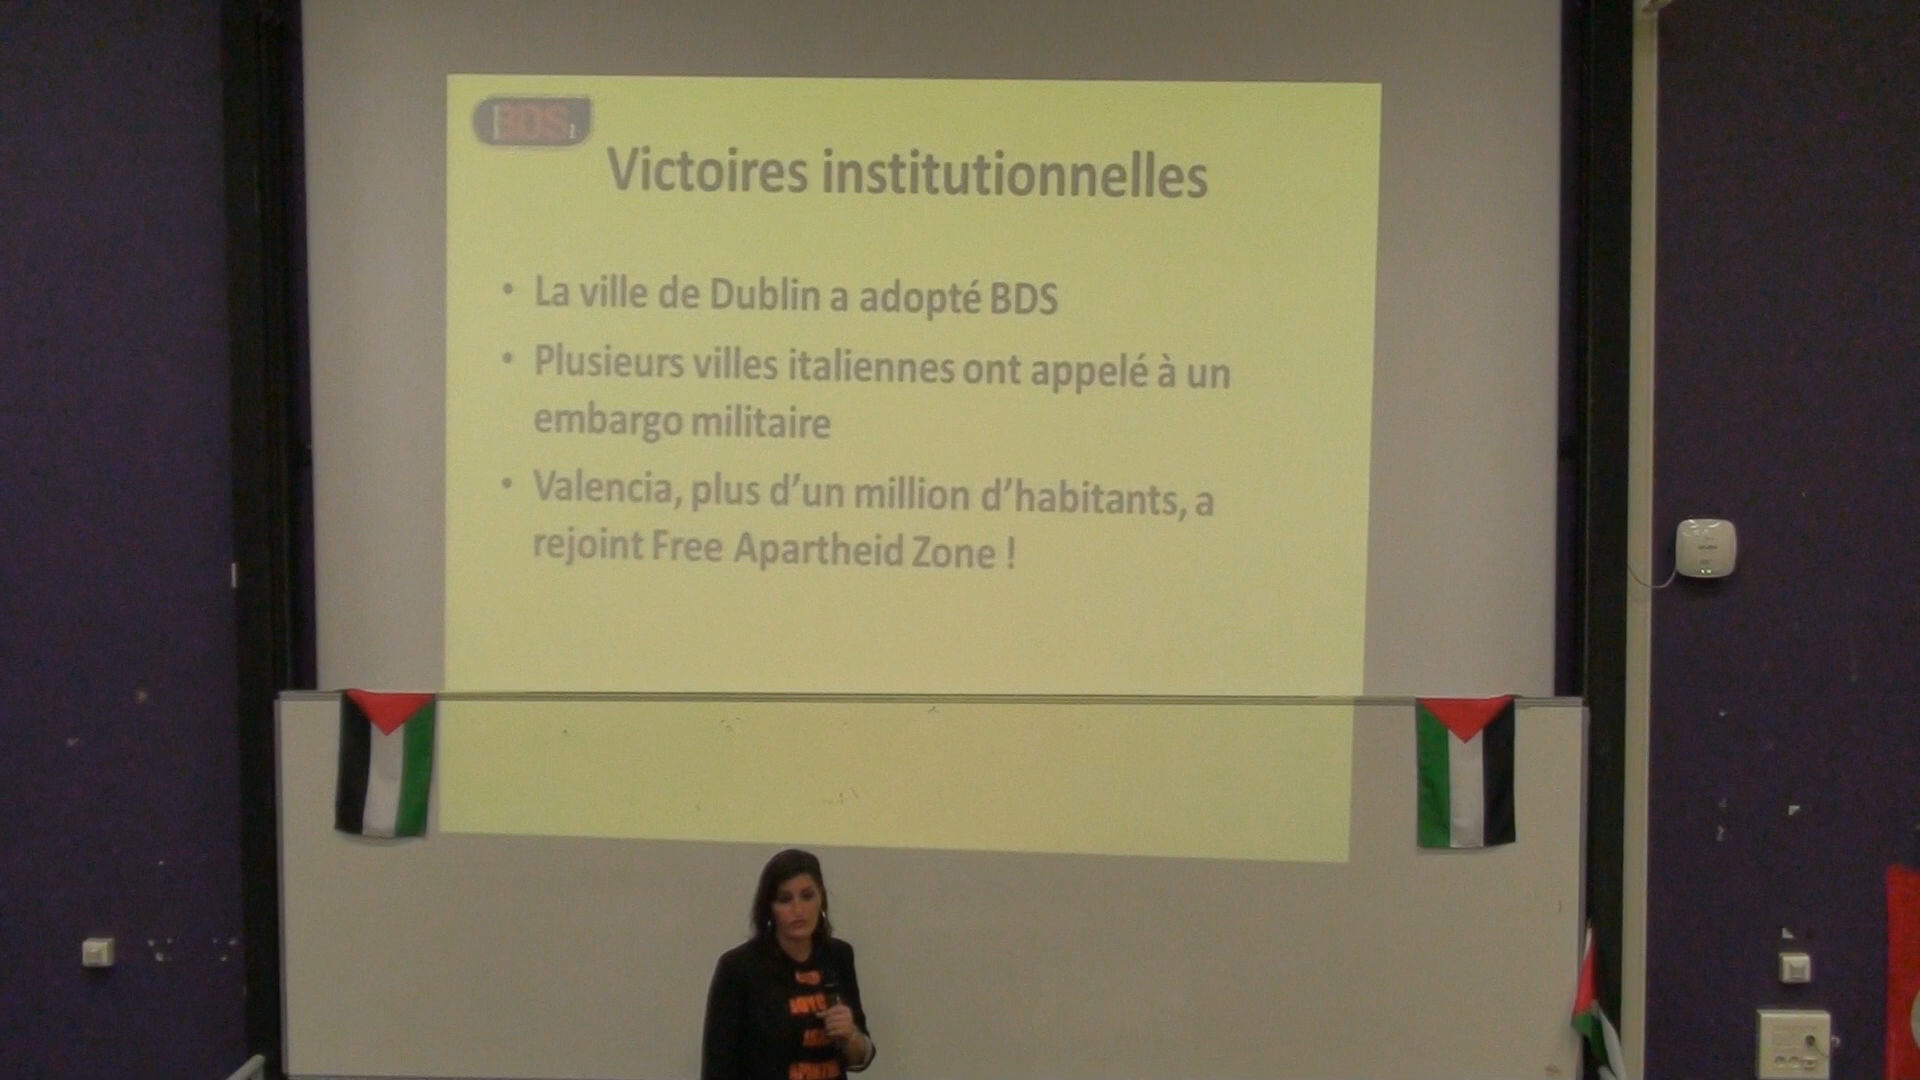 BDS
Victoires institutionnelles
• La ville de Dublin a adopté BDS
• Plusieurs villes italiennes ont appelé à un
embargo militaire
• Valencia, plus d'un million d'habitants, a
rejoint Free Apartheid Zone !